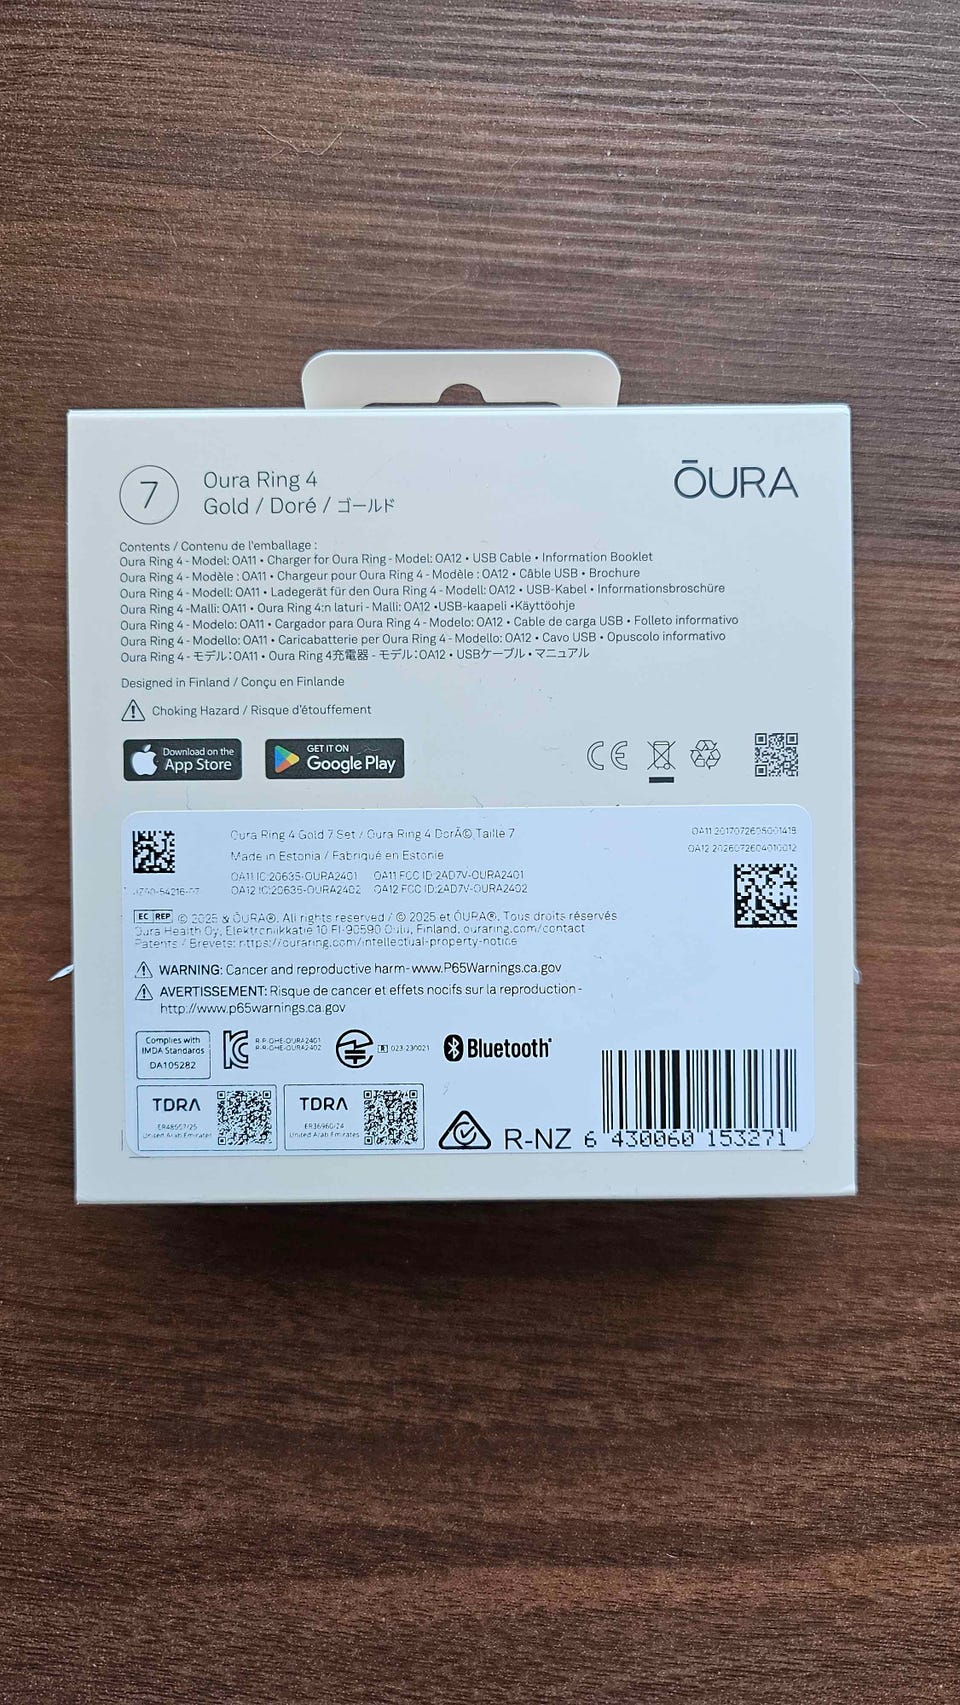 7
Oura Ring 4
Gold / Doré / ゴールド
ŌURA
Contents / Contenu de l'emballage :
Oura Ring 4 - Model: OA11 • Charger for Oura Ring - Model: OA12 • USB Cable • Information Booklet
Oura Ring 4 - Modèle : OA11 • Chargeur pour Oura Ring 4 - Modèle : OA12 • Câble USB • Brochure
Oura Ring 4 - Modell: OA11 • Ladegerät für den Oura Ring 4 - Modell: OA12 • USB-Kabel • Informationsbroschüre
Oura Ring 4 -Malli: OA11 • Oura Ring 4:n laturi - Malli: OA12 •USB-kaapeli •Käyttöohje
Oura Ring 4 - Modelo: OA11 • Cargador para Oura Ring 4 - Modelo: OA12 • Cable de carga USB • Folleto informativo
Oura Ring 4 - Modello: OA11 • Caricabatterie per Oura Ring 4 - Modello: OA12 • Cavo USB • Opuscolo informativo
Oura Ring 4 - モデル：OA11 • Oura Ring 4充電器 - モデル：OA12 • USBケーブル • マニュアル
Designed in Finland / Conçu en Finlande
Choking Hazard / Risque d'étouffement
Download on the
App Store
GET IT ON
Google Play
CE
Oura Ring 4 Gold 7 Set / Oura Ring 4 DorÃ© Taille 7
Made in Estonia / Fabriqué en Estonie
OA11 IC:20635-OURA2401 OA11 FCC ID:2AD7V-OURA2401
OA12 IC:20635-OURA2402 OA12 FCC ID:2AD7V-OURA2402
OA11 2017072605001418
OA12 2026072604010012
EC REP © 2025 & ŌURA®. All rights reserved / © 2025 et ŌURA®. Tous droits réservés
Oura Health Oy, Elektroniikkatie 10 FI-90590 Oulu, Finland, ouraring.com/contact
Patents / Brevets: https://ouraring.com/intellectual-property-notice
WARNING: Cancer and reproductive harm- www.P65Warnings.ca.gov
AVERTISSEMENT: Risque de cancer et effets nocifs sur la reproduction -
http://www.p65warnings.ca.gov
Complies with
IMDA Standards
DA105282
R-R-OHE-OURA2401
R-R-OHE-OURA2402
R 023-230021
Bluetooth®
TDRA
United Arab Emirates
TDRA
ER36960/24
United Arab Emirates
R-NZ
6 430060 153271